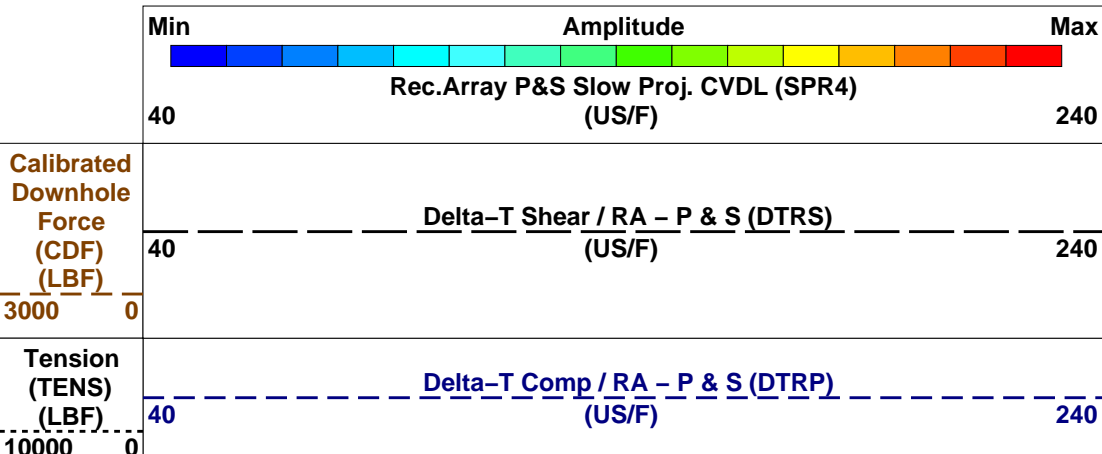 Min Amplitude Max
Rec.Array P&S Slow Proj. CVDL (SPR4)
40 (US/F) 240
Calibrated
Downhole
Force
(CDF)
(LBF)
3000 0
Delta–T Shear / RA – P & S (DTRS)
40 (US/F) 240
Tension
(TENS)
(LBF)
10000 0
Delta–T Comp / RA – P & S (DTRP)
40 (US/F) 240